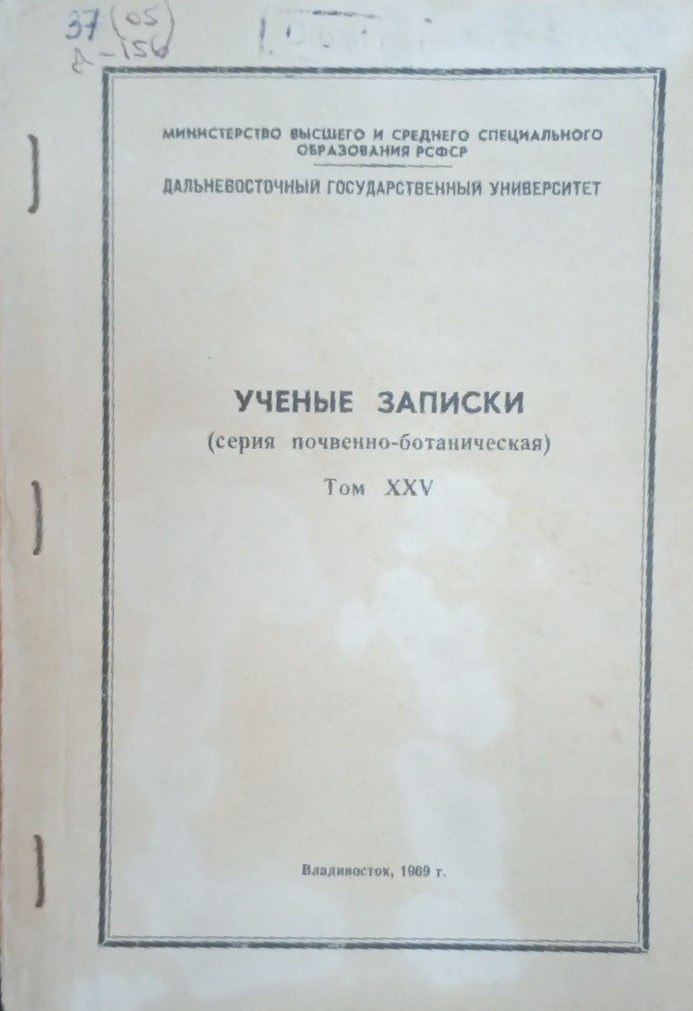 37(05)
МИНИСТЕРСТВО ВЫСШЕГО И СРЕДНЕГО СПЕЦИАЛЬНОГО
ОБРАЗОВАНИЯ РСФСР
ДАЛЬНЕВОСТОЧНЫЙ ГОСУДАРСТВЕННЫЙ УНИВЕРСИТЕТ
УЧЕНЫЕ ЗАПИСКИ
(серия почвенно-ботаническая)
Том XXV
Владивосток, 1969 г.